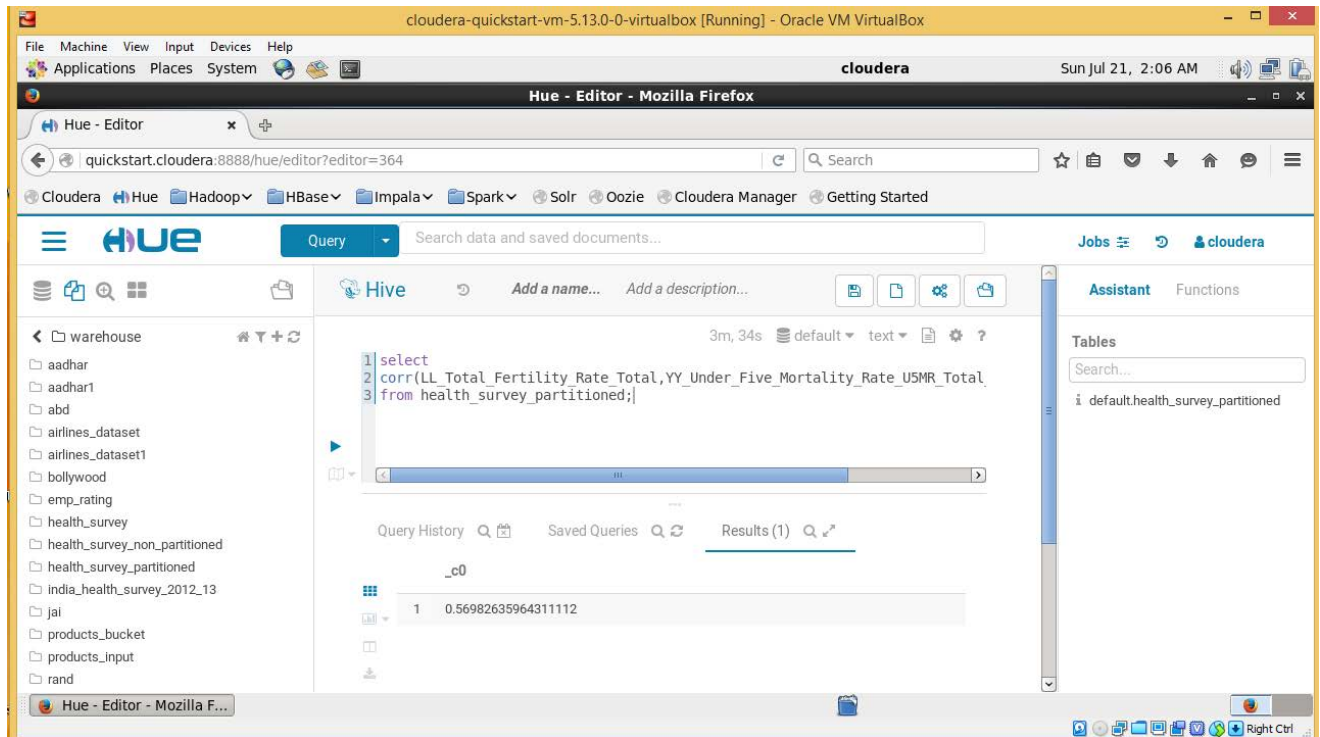 cloudera-quickstart-vm-5.13.0-0-virtualbox [Running] - Oracle VM VirtualBox
File Machine View Input Devices Help
Applications Places System cloudera Sun Jul 21, 2:06 AM
Hue - Editor - Mozilla Firefox
Hue - Editor
quickstart.cloudera:8888/hue/editor?editor=364 Search
Cloudera Hue Hadoop HBase Impala Spark Solr Oozie Cloudera Manager Getting Started
HUE Query Search data and saved documents... Jobs cloudera
Hive Add a name... Add a description... Assistant Functions
warehouse
aadhar
aadhar1
abd
airlines_dataset
airlines_dataset1
bollywood
emp_rating
health_survey
health_survey_non_partitioned
health_survey_partitioned
india_health_survey_2012_13
jai
products_bucket
products_input
rand
3m, 34s default text ?
1 select
2 corr(LL_Total_Fertility_Rate_Total,YY_Under_Five_Mortality_Rate_U5MR_Total_
3 from health_survey_partitioned;
Query History Saved Queries Results (1)
_c0
1 0.56982635964311112
Tables
Search...
i default.health_survey_partitioned
Hue - Editor - Mozilla F...
Right Ctrl